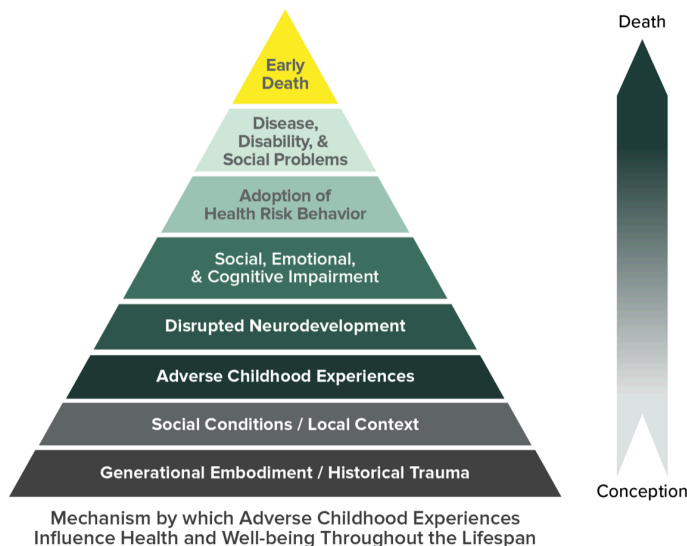 Death
Early
Death
Disease,
Disability, &
Social Problems
Adoption of
Health Risk Behavior
Social, Emotional,
& Cognitive Impairment
Disrupted Neurodevelopment
Adverse Childhood Experiences
Social Conditions / Local Context
Generational Embodiment / Historical Trauma
Conception
Mechanism by which Adverse Childhood Experiences
Influence Health and Well-being Throughout the Lifespan